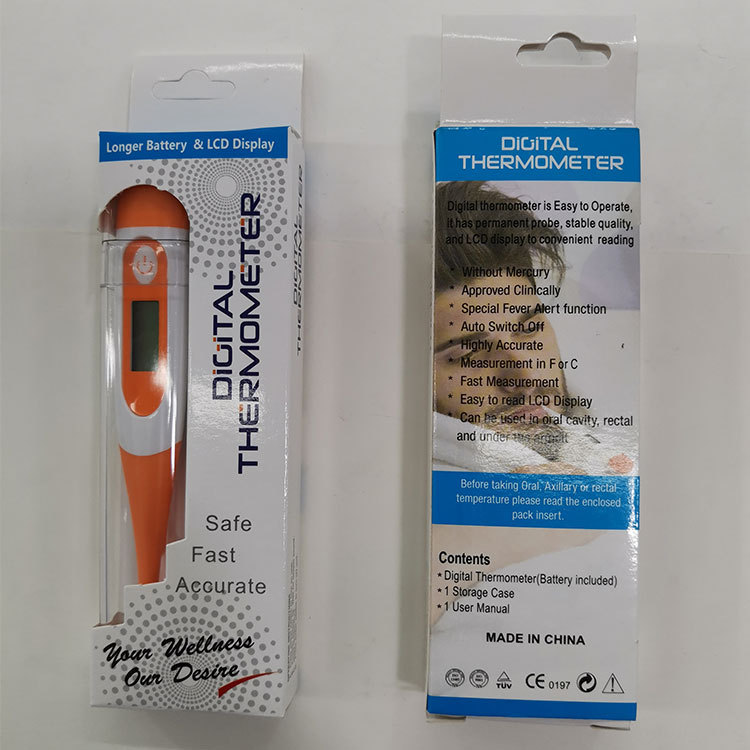 Longer Battery & LCD Display
DIGITAL
THERMOMETER
DIGITAL
THERMOMETER
Safe
Fast
Accurate
Your Wellness
Our Desire
DIGITAL
THERMOMETER
Digital thermometer is Easy to Operate,
it has permanent probe, stable quality,
and LCD display to convenient reading
* Without Mercury
* Approved Clinically
* Special Fever Alert function
* Auto Switch Off
* Highly Accurate
* Measurement in F or C
* Fast Measurement
* Easy to read LCD Display
* Can be used in oral cavity, rectal
and under the armpit
Before taking Oral, Axillary or rectal
temperature please read the enclosed
pack insert.
Contents
* Digital Thermometer(Battery included)
* 1 Storage Case
* 1 User Manual
MADE IN CHINA
TÜV CE 0197